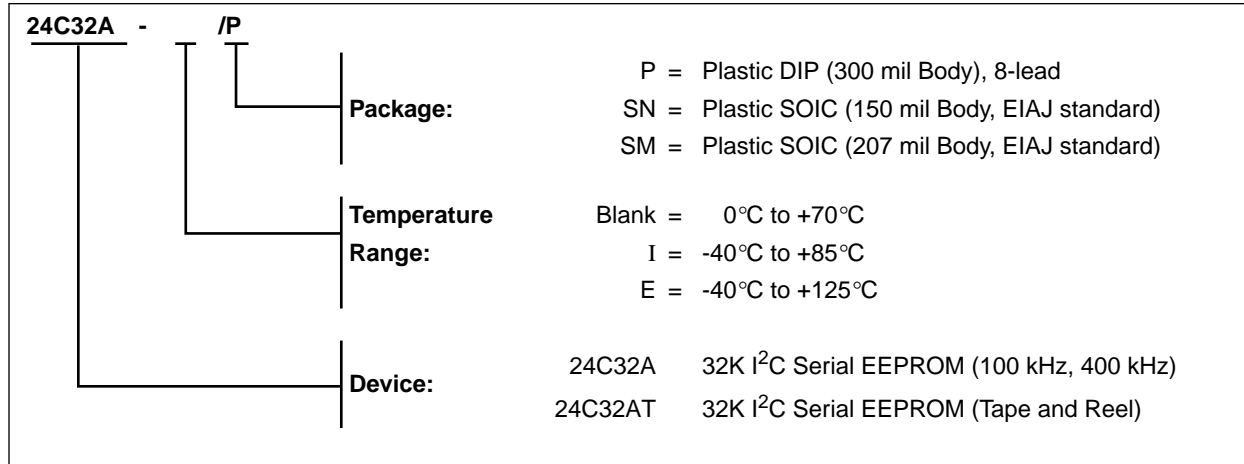 24C32A - /P
Package:
P = Plastic DIP (300 mil Body), 8-lead
SN = Plastic SOIC (150 mil Body, EIAJ standard)
SM = Plastic SOIC (207 mil Body, EIAJ standard)
Temperature
Range:
Blank = 0°C to +70°C
I = -40°C to +85°C
E = -40°C to +125°C
Device:
24C32A 32K I²C Serial EEPROM (100 kHz, 400 kHz)
24C32AT 32K I²C Serial EEPROM (Tape and Reel)